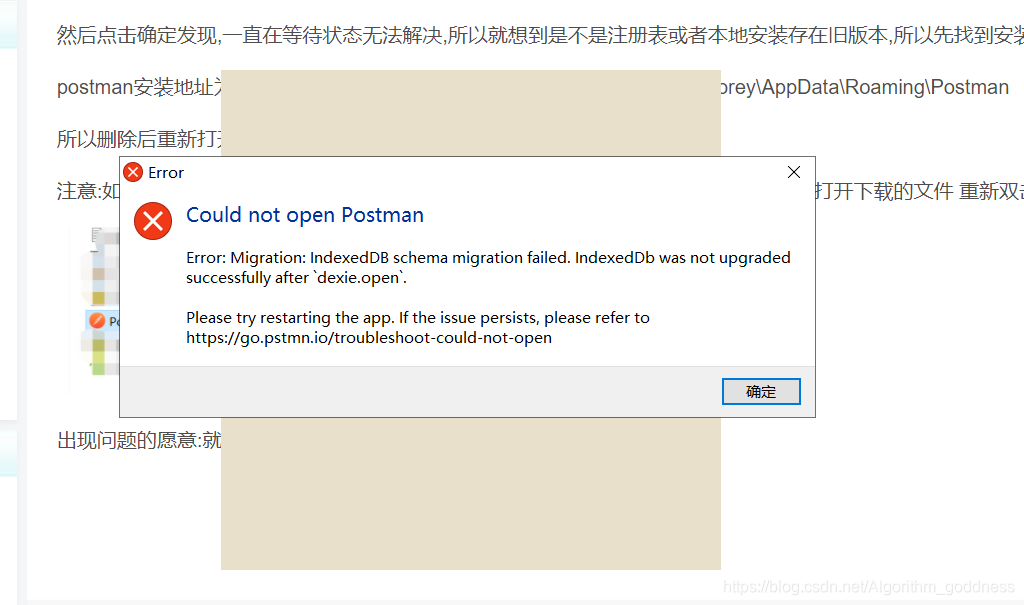 然后点击确定发现,一直在等待状态无法解决,所以就想到是不是注册表或者本地安装存在旧版本,所以先找到安装
postman安装地址为 orey\AppData\Roaming\Postman
所以删除后重新打开
Error
注意:如 打开下载的文件 重新双击
Could not open Postman
Error: Migration: IndexedDB schema migration failed. IndexedDb was not upgraded
successfully after `dexie.open`.
Please try restarting the app. If the issue persists, please refer to
https://go.pstmn.io/troubleshoot-could-not-open
Po
确定
出现问题的愿意:就
https://blog.csdn.net/Algorithm_goddness